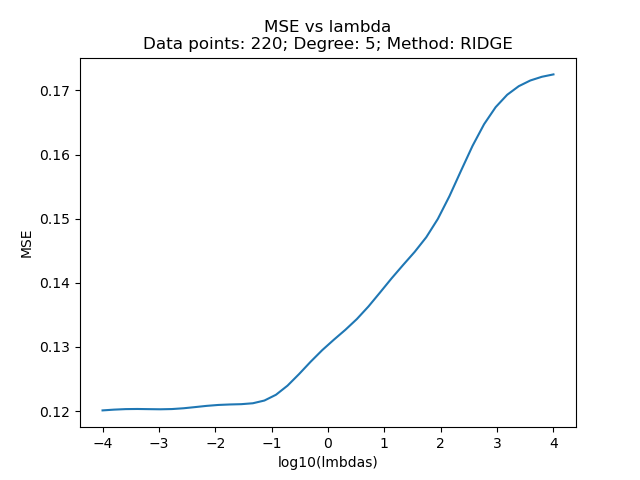 MSE vs lambda
Data points: 220; Degree: 5; Method: RIDGE
0.17
0.16
0.15
0.14
0.13
0.12
MSE
−4 −3 −2 −1 0 1 2 3 4
log10(lmbdas)